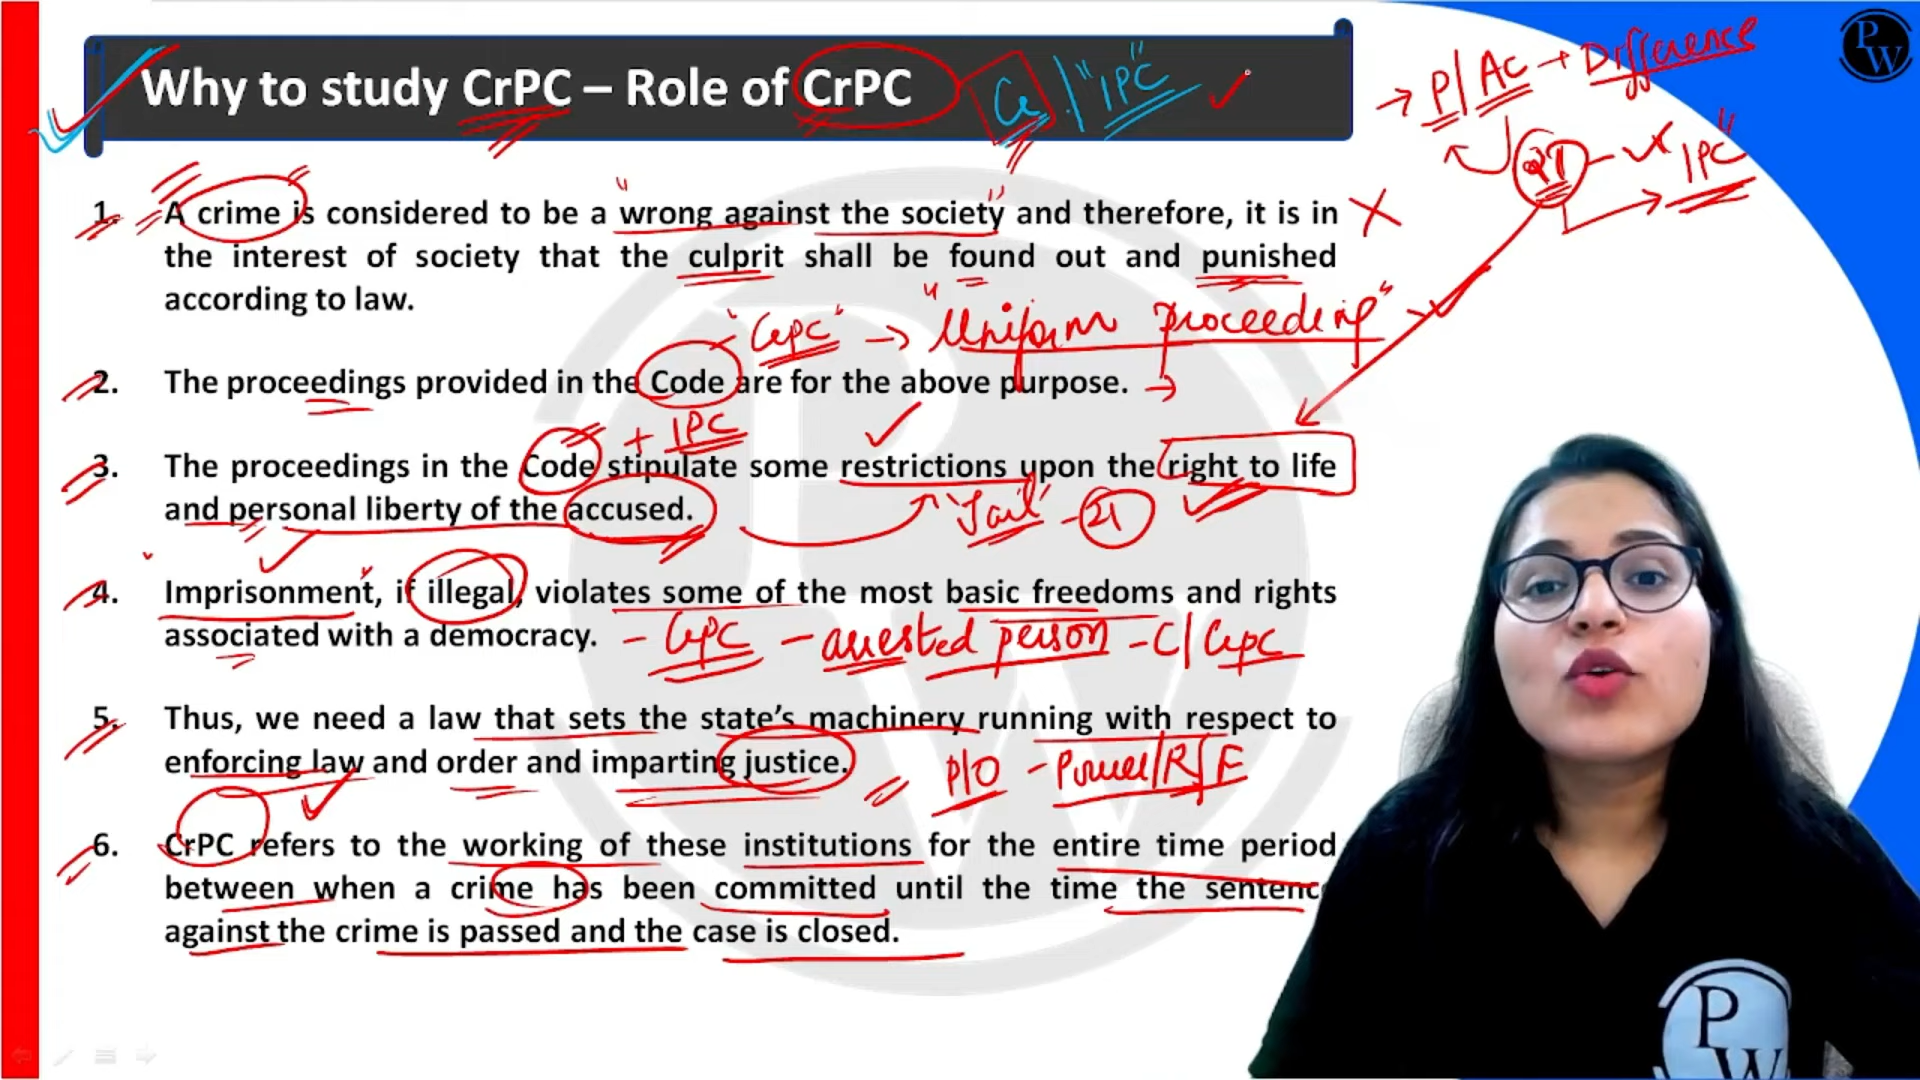 Why to study CrPC – Role of CrPC
Cr / "IPC"
→ P/Ac → Difference
21 - IPC"
1. A crime is considered to be a "wrong against the society" and therefore, it is in
the interest of society that the culprit shall be found out and punished
according to law.
"CrPC" → "Uniform proceeding"
2. The proceedings provided in the Code are for the above purpose. →
+ IPC
3. The proceedings in the Code stipulate some restrictions upon the right to life
and personal liberty of the accused.
"Jail" - 21
4. Imprisonment, if illegal, violates some of the most basic freedoms and rights
associated with a democracy. - CrPC - arrested person - C/CrPC
5. Thus, we need a law that sets the state's machinery running with respect to
enforcing law and order and imparting justice.
P/O - Power/R/F
6. CrPC refers to the working of these institutions for the entire time period
between when a crime has been committed until the time the sentenc
against the crime is passed and the case is closed.
PW
PW